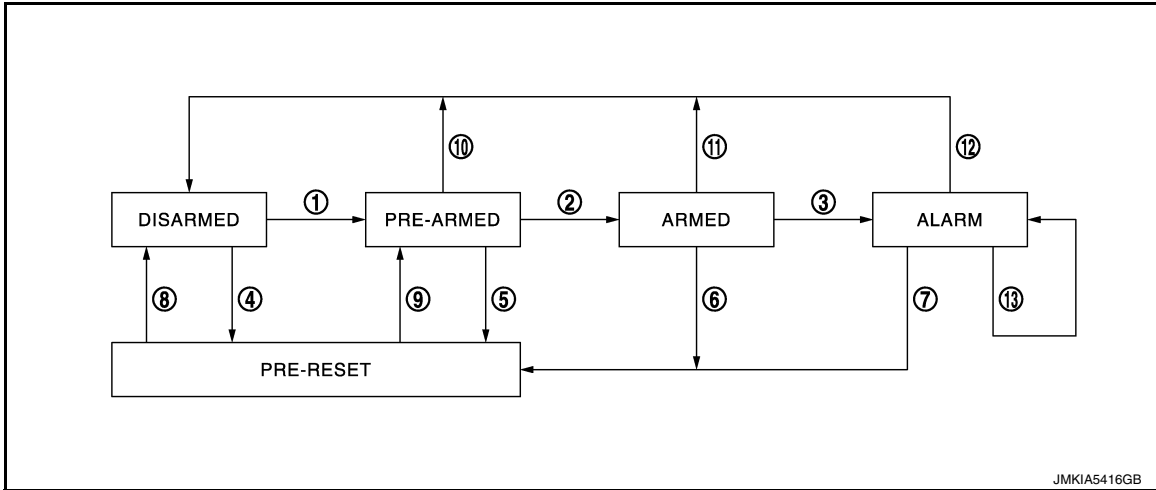 ⑩ ⑪ ⑫
DISARMED ① PRE-ARMED ② ARMED ③ ALARM
⑧ ④ ⑨ ⑤ ⑥ ⑦ ⑬
PRE-RESET
JMKIA5416GB